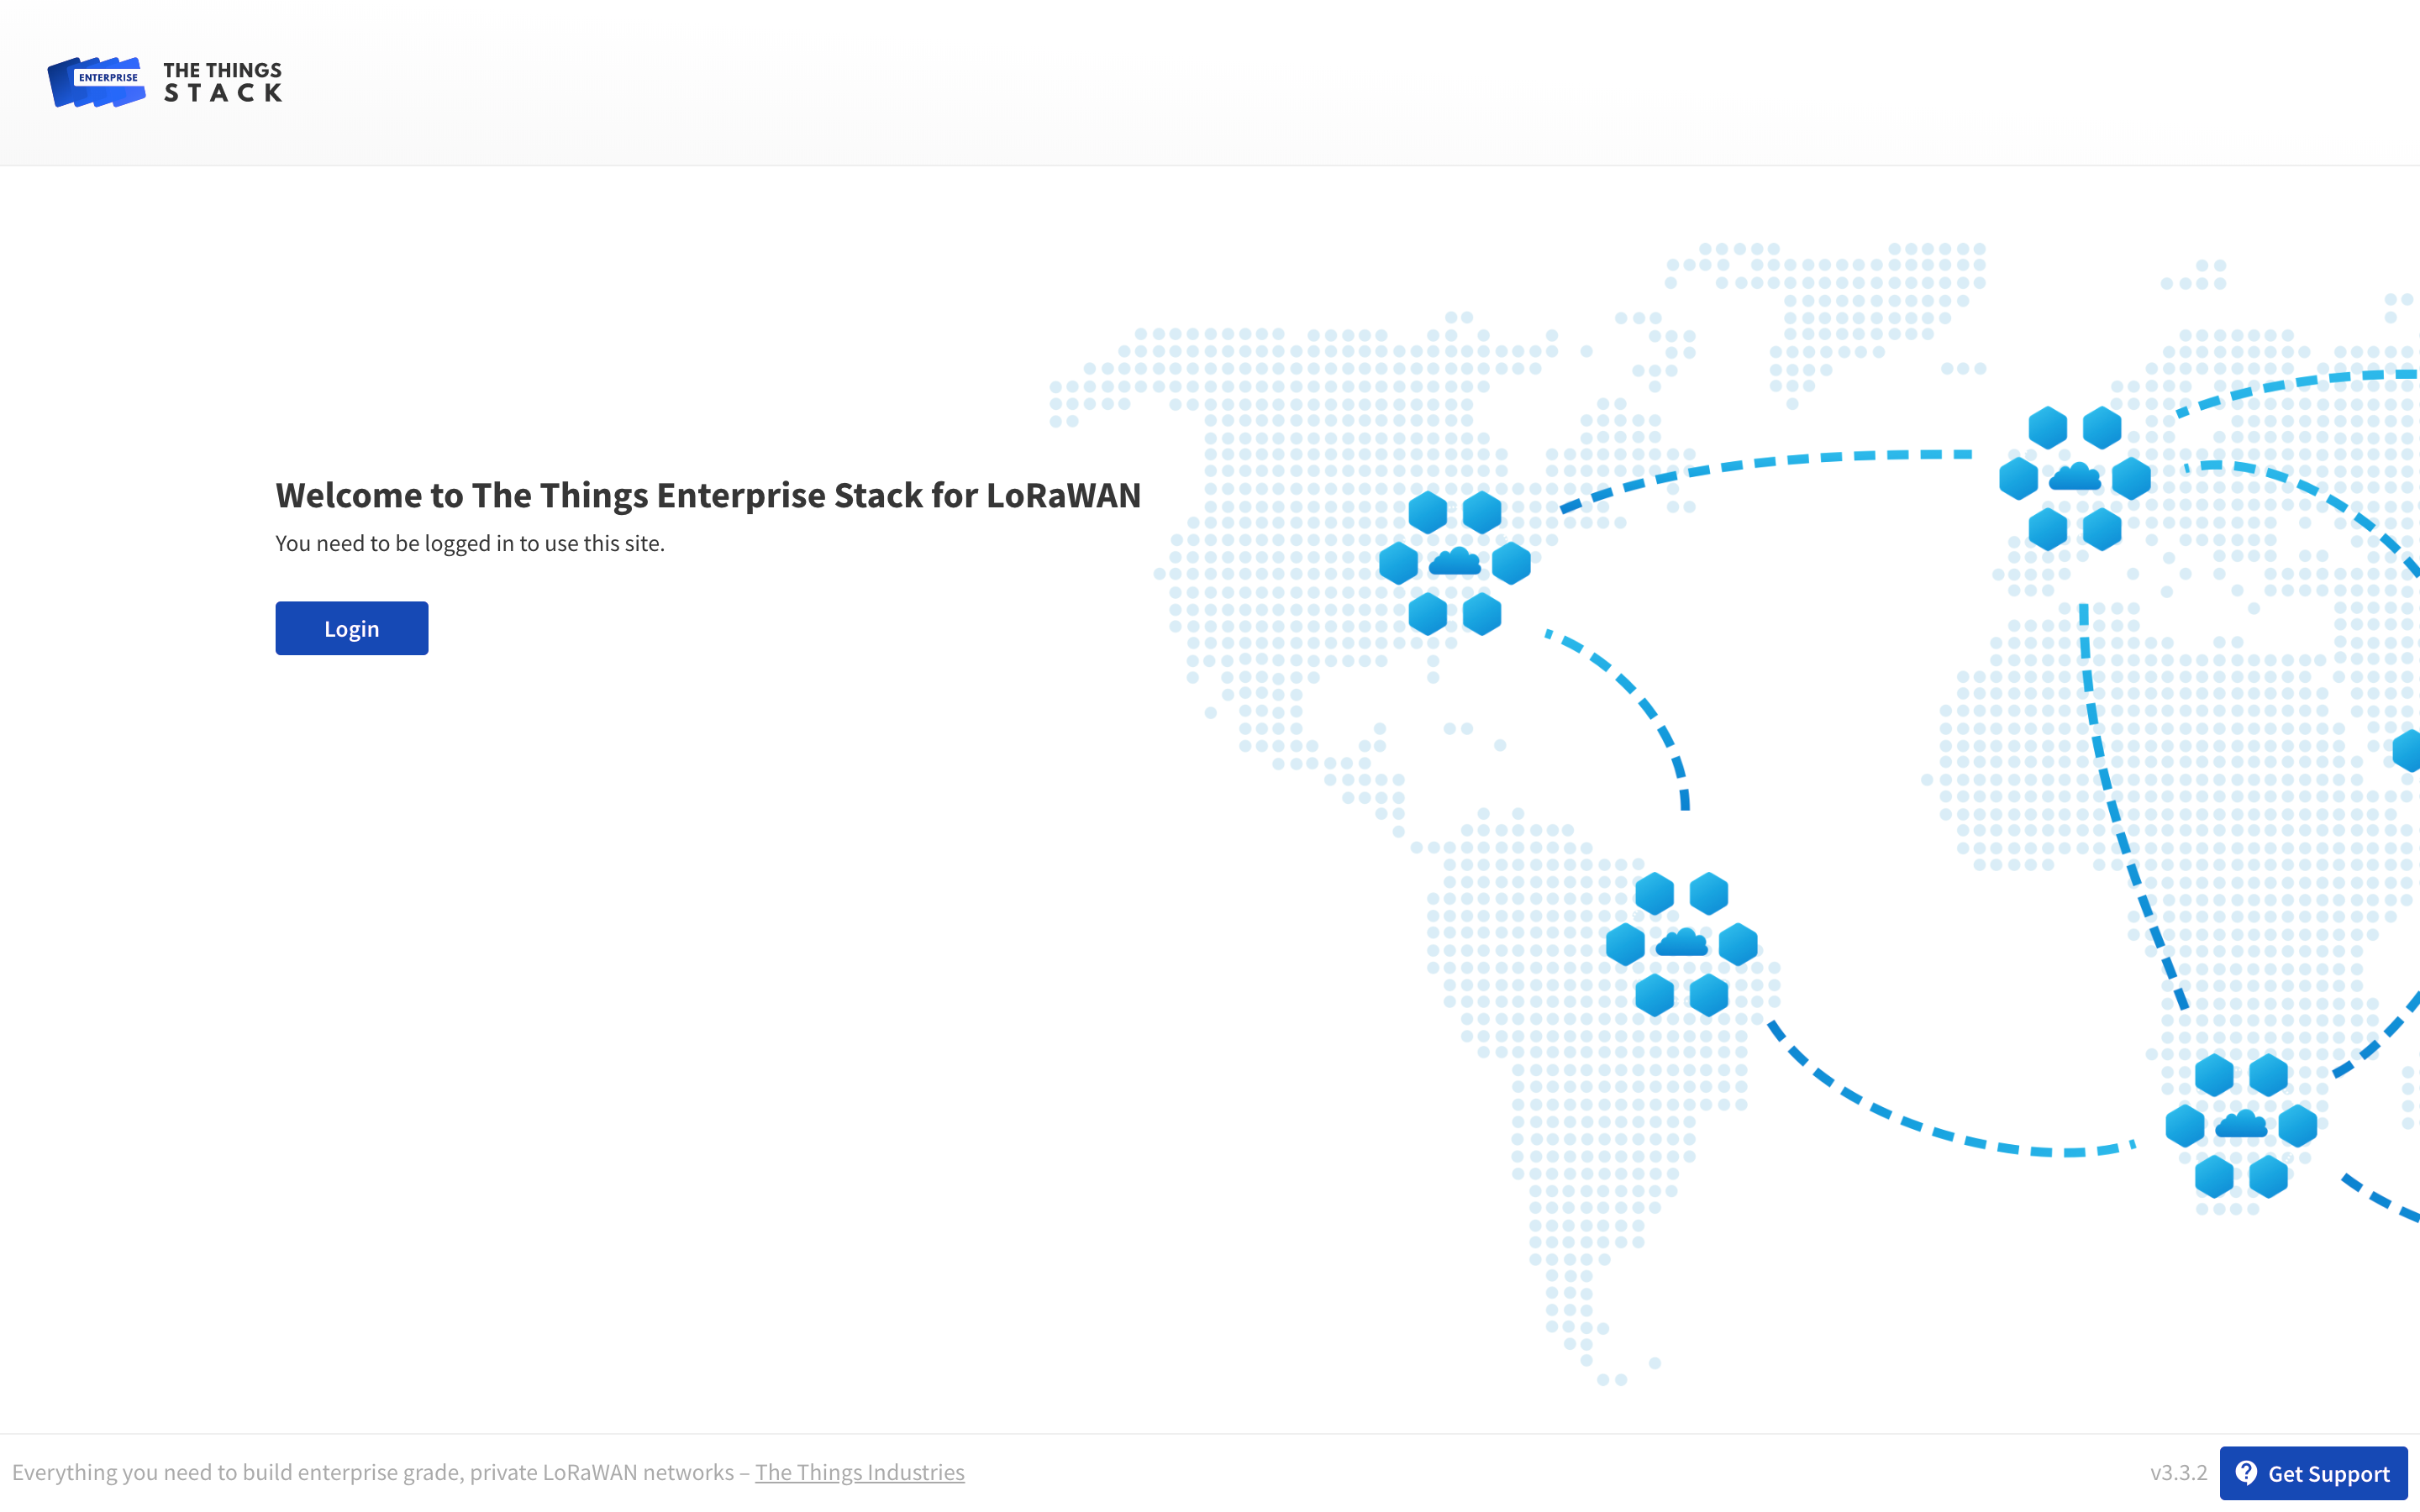 ENTERPRISE
THE THINGS
STACK
Welcome to The Things Enterprise Stack for LoRaWAN
You need to be logged in to use this site.
Login
Everything you need to build enterprise grade, private LoRaWAN networks – The Things Industries
v3.3.2
Get Support